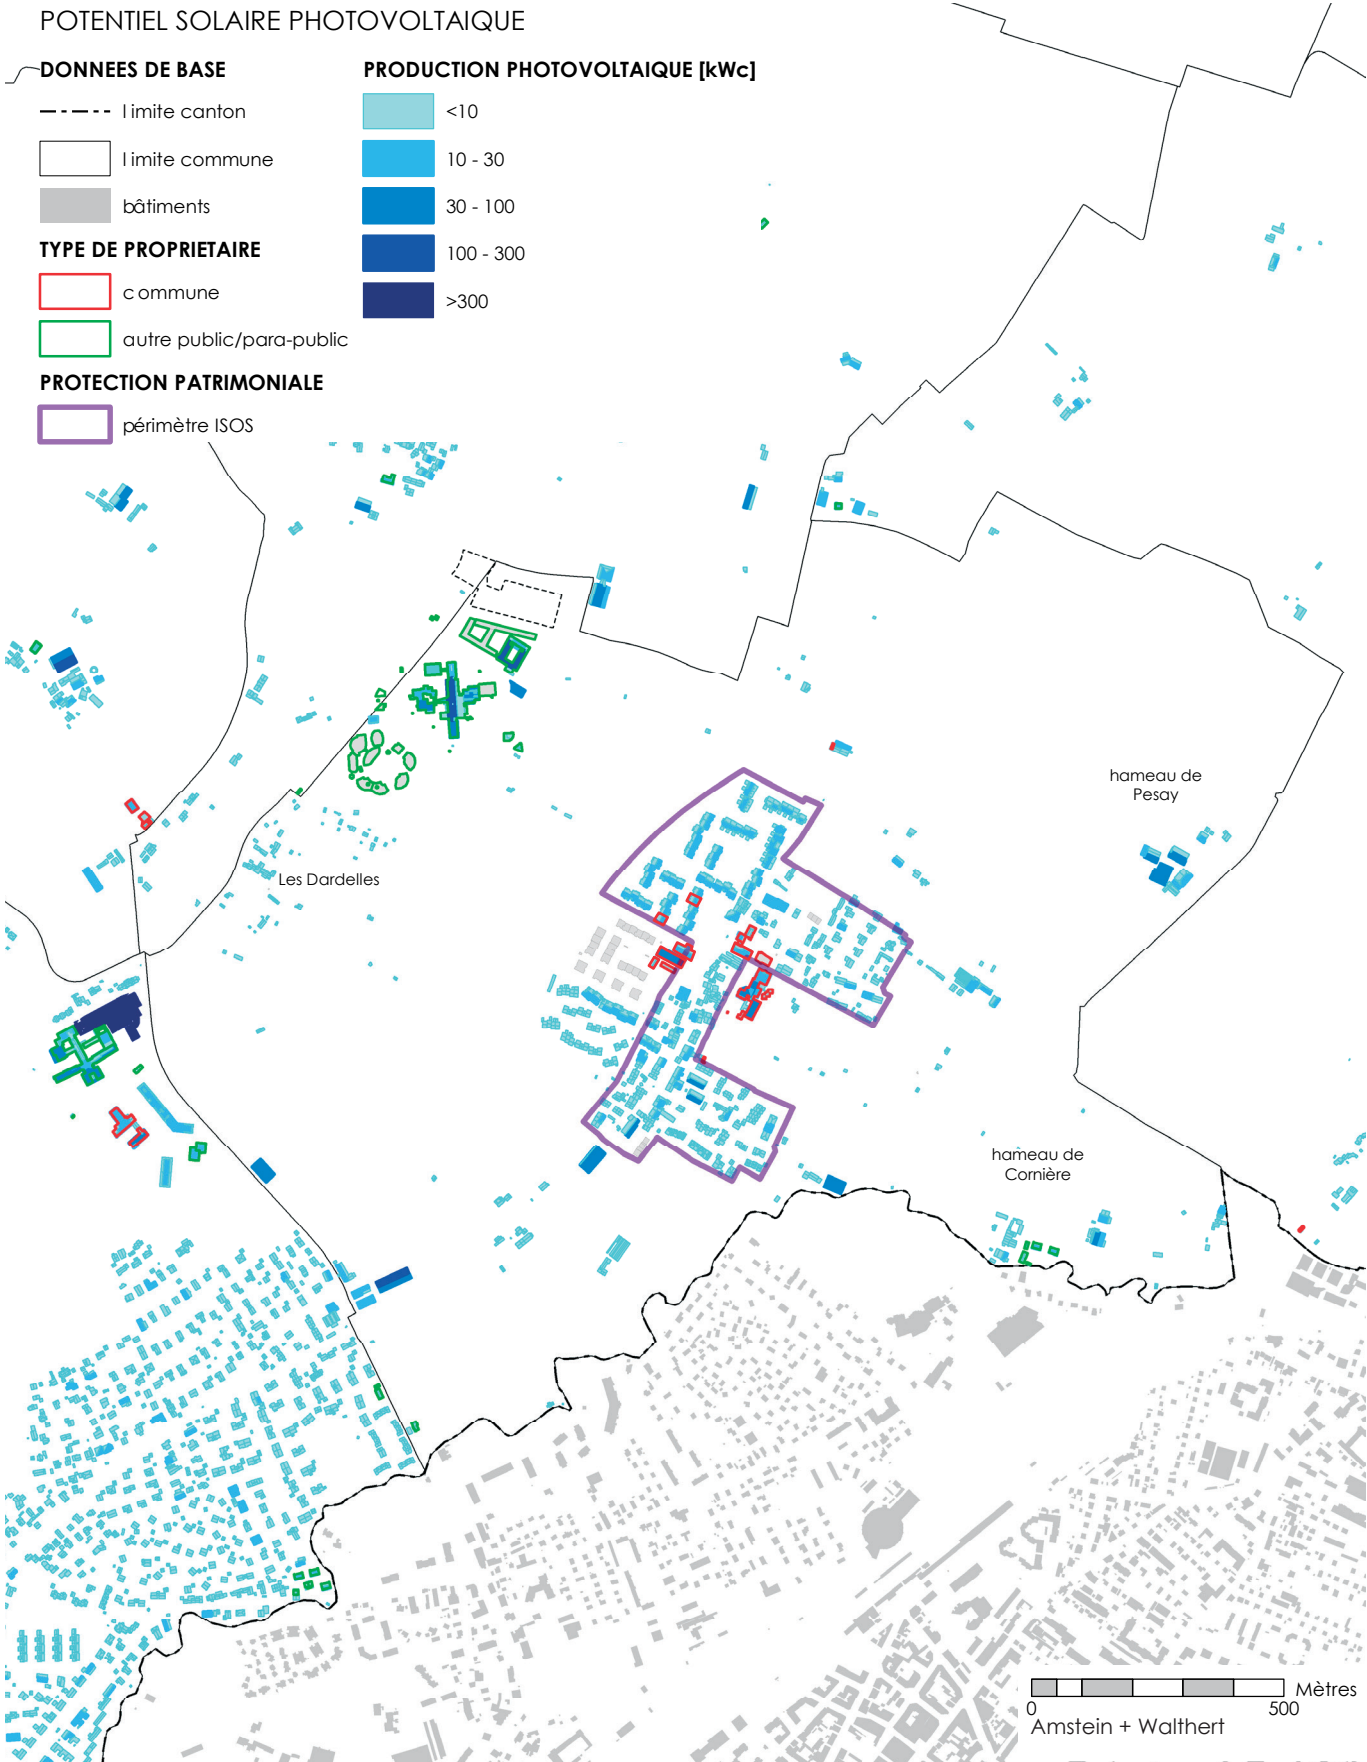 POTENTIEL SOLAIRE PHOTOVOLTAIQUE
DONNEES DE BASE
limite canton
limite commune
bâtiments
TYPE DE PROPRIETAIRE
commune
autre public/para-public
PROTECTION PATRIMONIALE
périmètre ISOS
PRODUCTION PHOTOVOLTAIQUE [kWc]
<10
10 - 30
30 - 100
100 - 300
>300
hameau de
Pesay
Les Dardelles
hameau de
Cornière
Mètres
0 500
Amstein + Walthert